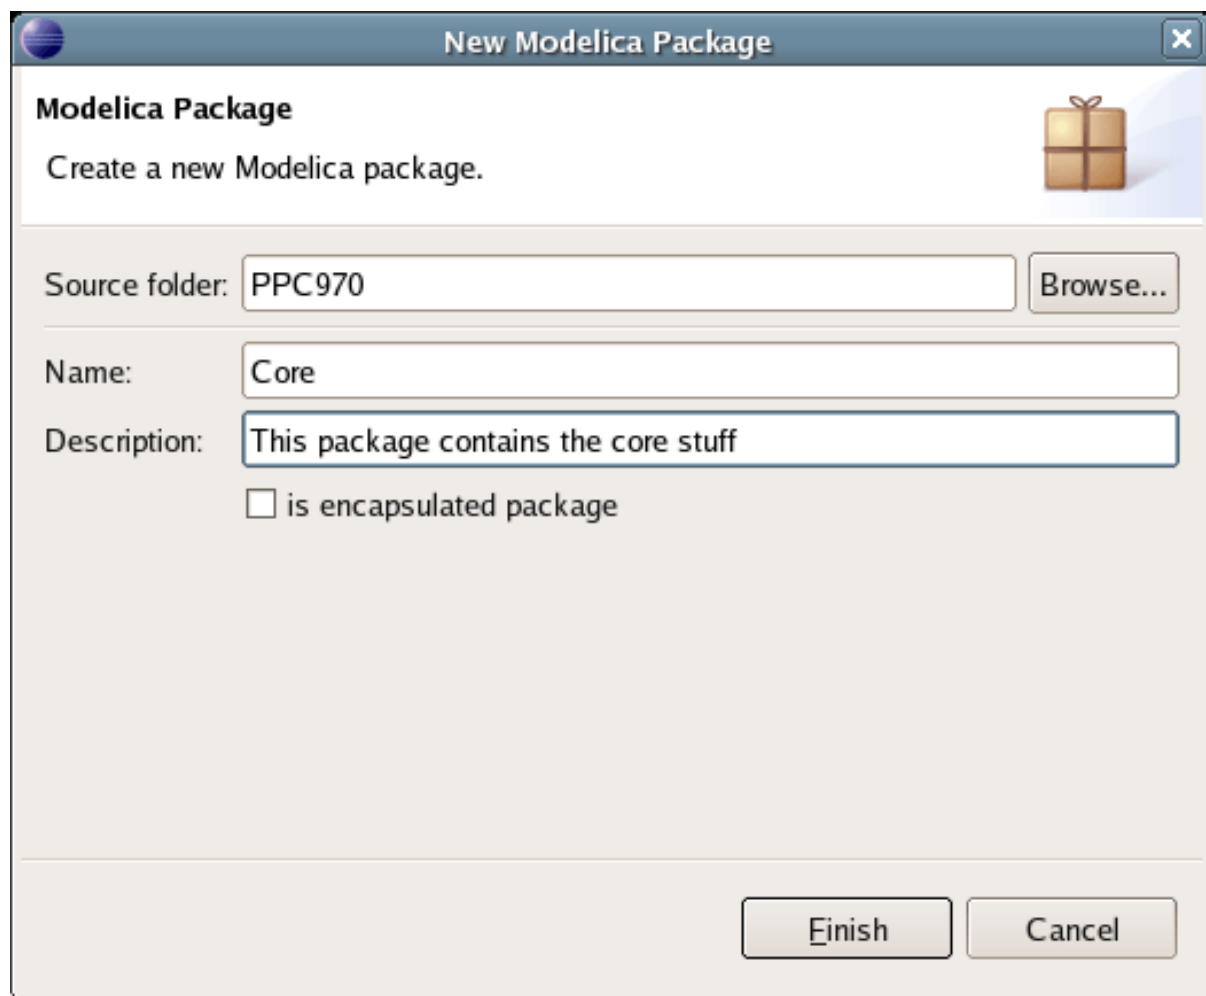 New Modelica Package
Modelica Package
Create a new Modelica package.
Source folder: PPC970 Browse...
Name: Core
Description: This package contains the core stuff
is encapsulated package
Finish Cancel